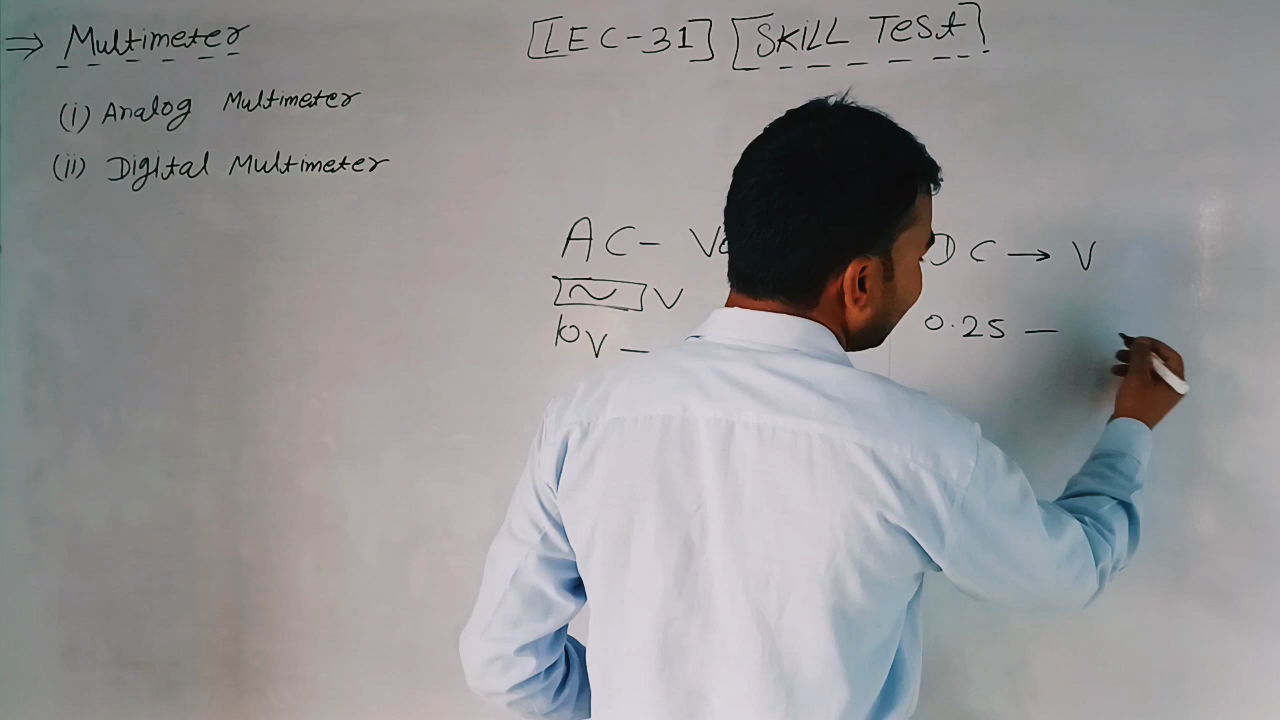 ⇒ Multimeter
[LEC-31] [SKILL TEST]
(i) Analog Multimeter
(ii) Digital Multimeter
AC- DC → V
~ V
10V — 0.25 —